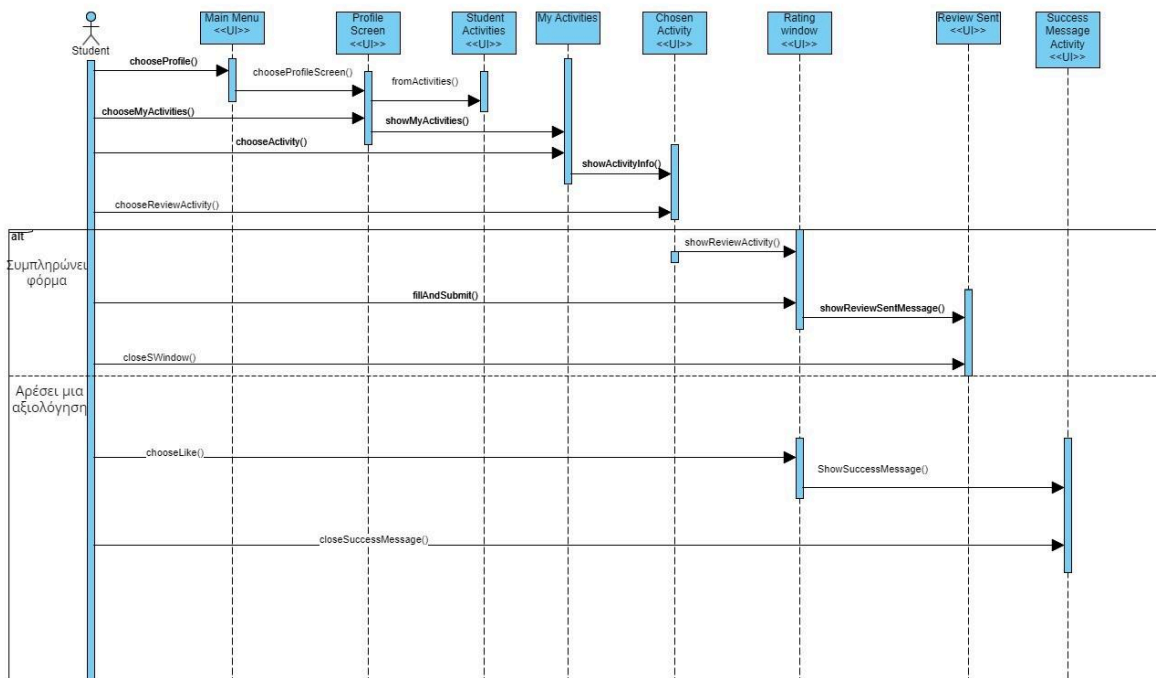 Student
Main Menu
<<UI>>
Profile
Screen
<<UI>>
Student
Activities
<<UI>>
My Activities
Chosen
Activity
<<UI>>
Rating
window
<<UI>>
Review Sent
<<UI>>
Success
Message
Activity
<<UI>>
chooseProfile()
chooseProfileScreen()
fromActivities()
chooseMyActivities()
showMyActivities()
chooseActivity()
showActivityInfo()
chooseReviewActivity()
alt
Συμπληρώνει
φόρμα
showReviewActivity()
fillAndSubmit()
showReviewSentMessage()
closeSWindow()
Αρέσει μια
αξιολόγηση
chooseLike()
ShowSuccessMessage()
closeSuccessMessage()